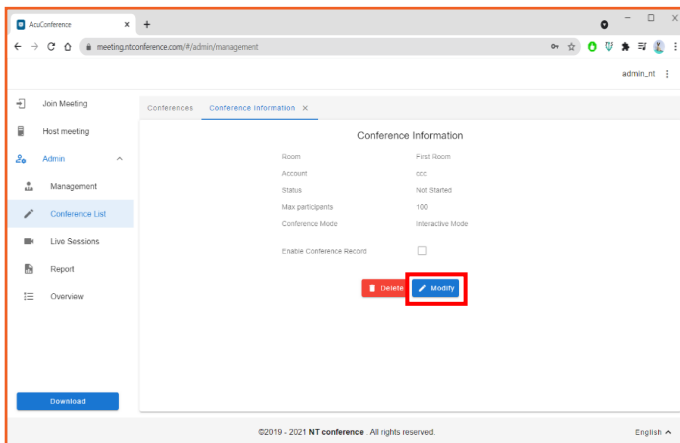 AcuConference
meeting.ntconference.com/#/admin/management
admin_nt
Join Meeting
Host meeting
Admin
Management
Conference List
Live Sessions
Report
Overview
Download
Conferences
Conference Information
Conference Information
Room First Room
Account ccc
Status Not Started
Max participants 100
Conference Mode Interactive Mode
Enable Conference Record
Delete
Modify
©2019 - 2021 NT conference . All rights reserved.
English